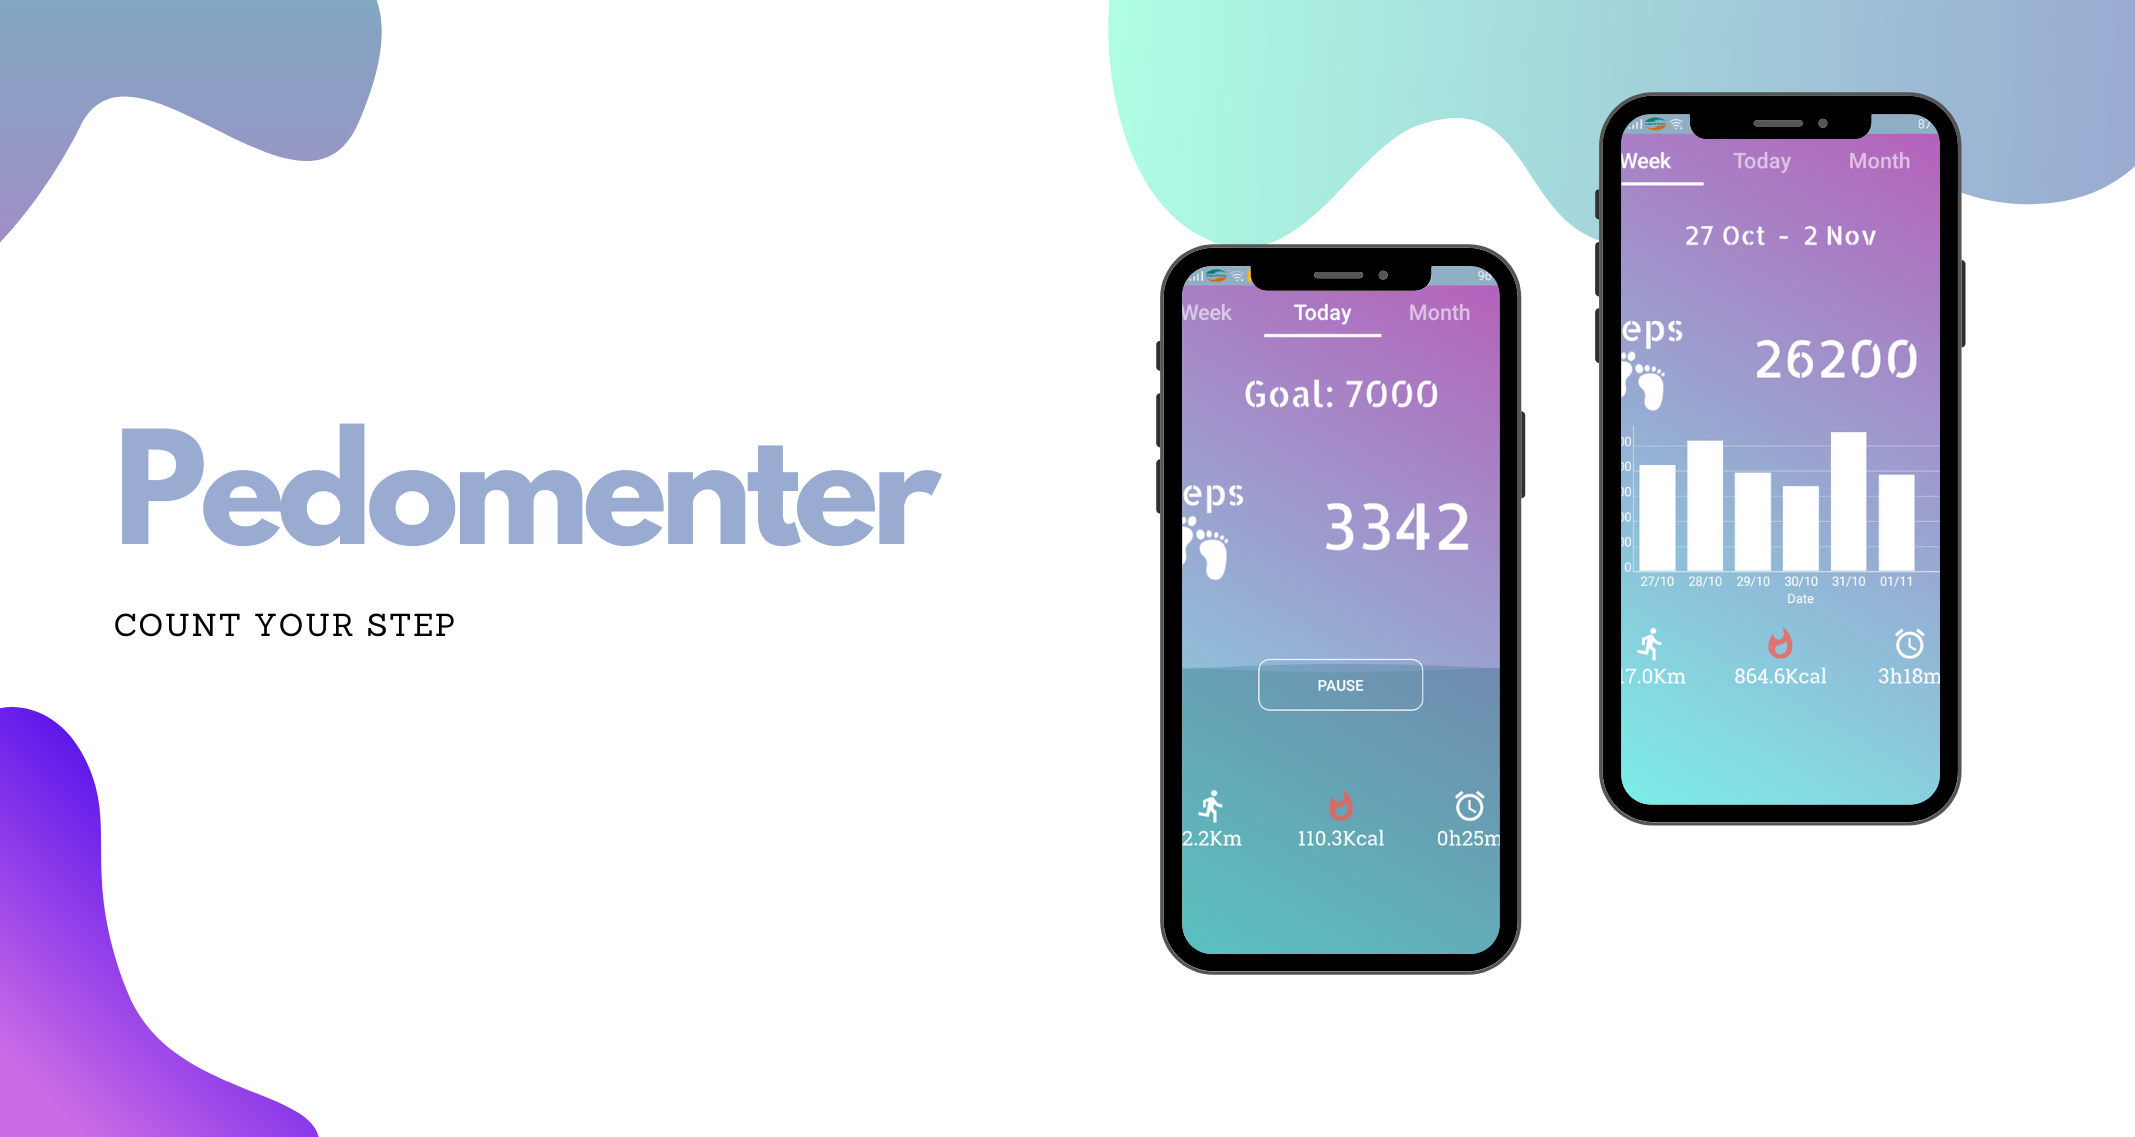 Pedomenter
COUNT YOUR STEP
Week Today Month
Goal: 7000
eps
3342
PAUSE
2.2Km 110.3Kcal 0h25m
Week Today Month
27 Oct - 2 Nov
eps
26200
0
27/10 28/10 29/10 30/10 31/10 01/11
Date
7.0Km 864.6Kcal 3h18m